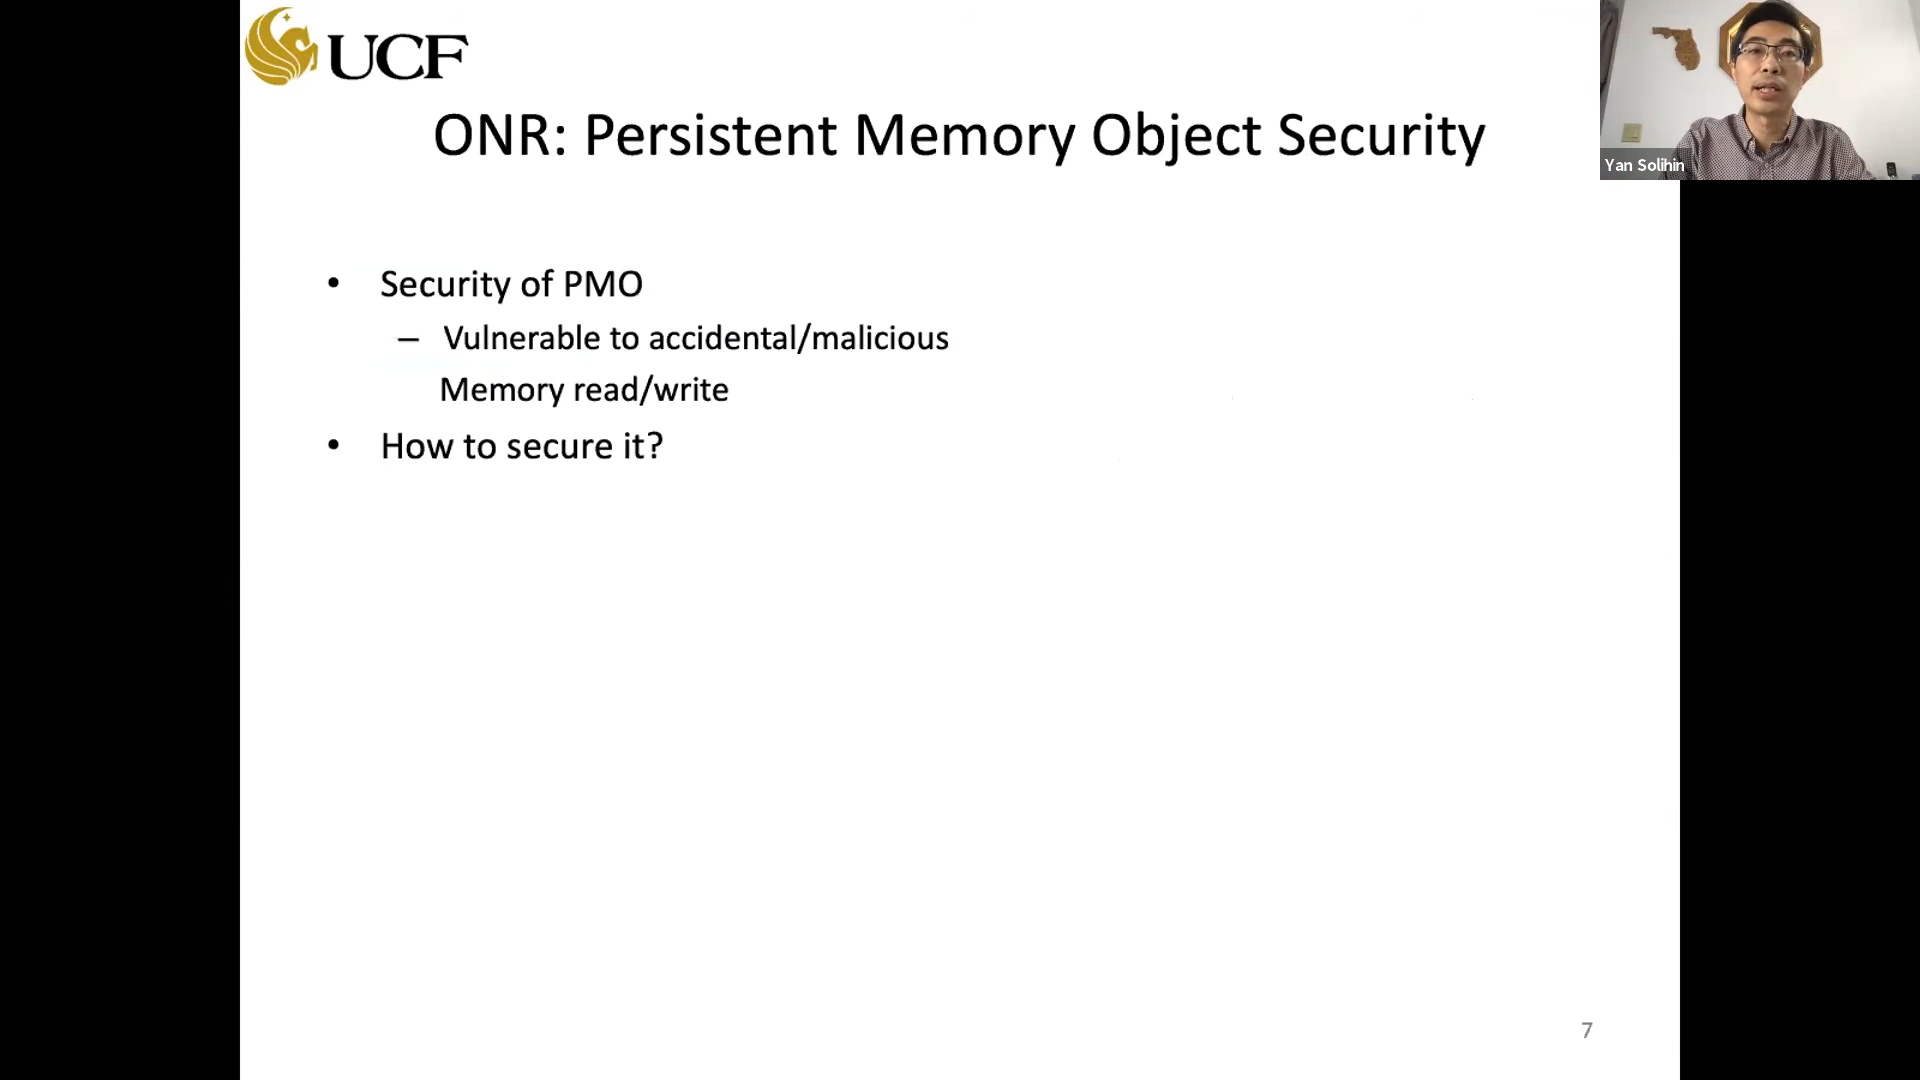 UCF
ONR: Persistent Memory Object Security
Yan Solihin
• Security of PMO
– Vulnerable to accidental/malicious
Memory read/write
• How to secure it?
7